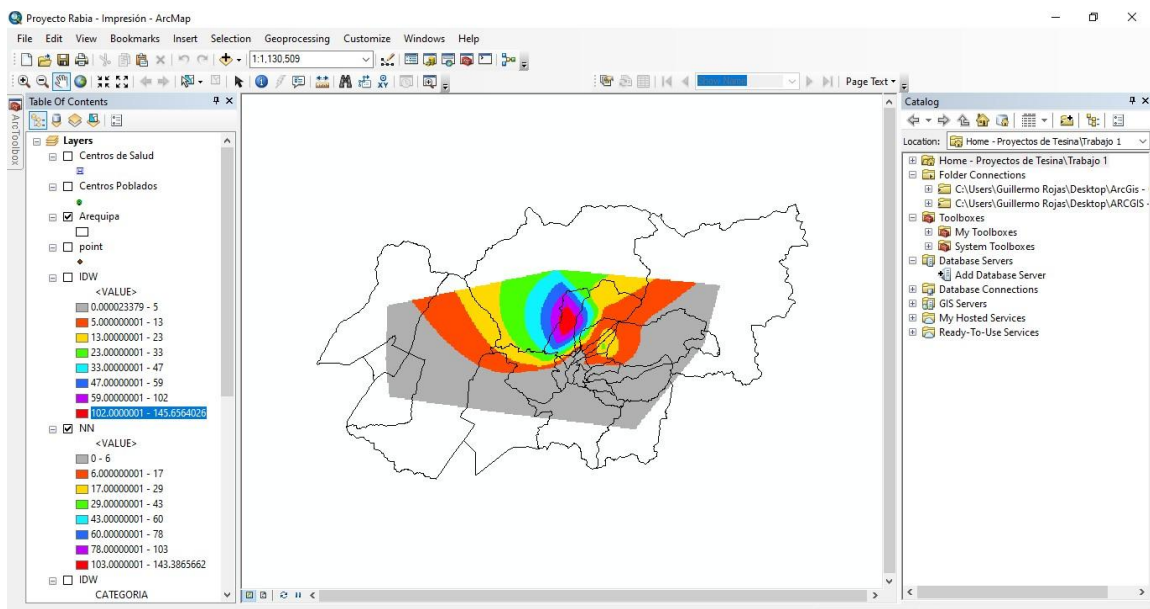 Proyecto Rabia - Impresión - ArcMap
File Edit View Bookmarks Insert Selection Geoprocessing Customize Windows Help
1:1,130,509
Page Text
ArcToolbox
Table Of Contents
Layers
Centros de Salud
Centros Poblados
Arequipa
point
IDW
<VALUE>
0.000023379 - 5
5.000000001 - 13
13.00000001 - 23
23.00000001 - 33
33.00000001 - 47
47.00000001 - 59
59.00000001 - 102
102.0000001 - 145.6564026
NN
<VALUE>
0 - 6
6.000000001 - 17
17.00000001 - 29
29.00000001 - 43
43.00000001 - 60
60.00000001 - 78
78.00000001 - 103
103.0000001 - 143.3865662
IDW
CATEGORIA
Catalog
Location: Home - Proyectos de Tesina\Trabajo 1
Home - Proyectos de Tesina\Trabajo 1
Folder Connections
C:\Users\Guillermo Rojas\Desktop\ArcGis -
C:\Users\Guillermo Rojas\Desktop\ARCGIS -
Toolboxes
My Toolboxes
System Toolboxes
Database Servers
Add Database Server
Database Connections
GIS Servers
My Hosted Services
Ready-To-Use Services